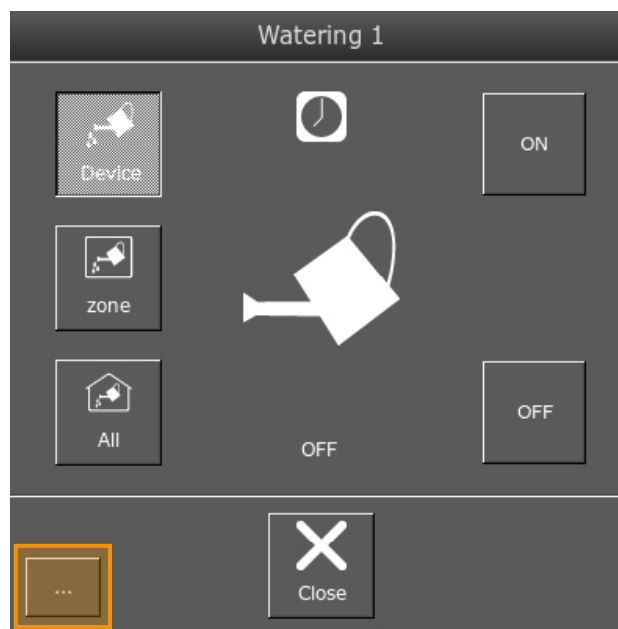 Watering 1
Device
ON
zone
All
OFF
OFF
...
Close